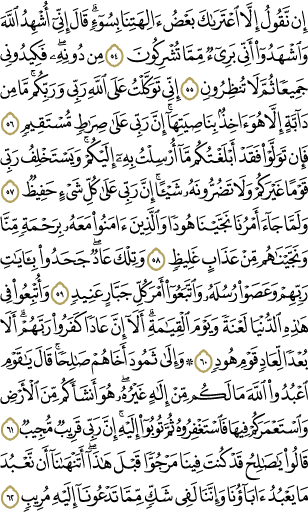 إِن نَّقُولُ إِلَّا ٱعْتَرَىٰكَ بَعْضُ ءَالِهَتِنَا بِسُوٓءٍ ۗ قَالَ إِنِّىٓ أُشْهِدُ ٱللَّهَ
وَٱشْهَدُوٓا۟ أَنِّى بَرِىٓءٌ مِّمَّا تُشْرِكُونَ ٥٤ مِن دُونِهِۦ ۖ فَكِيدُونِى
جَمِيعًا ثُمَّ لَا تُنظِرُونِ ٥٥ إِنِّى تَوَكَّلْتُ عَلَى ٱللَّهِ رَبِّى وَرَبِّكُم ۚ مَّا مِن
دَآبَّةٍ إِلَّا هُوَ ءَاخِذٌۢ بِنَاصِيَتِهَآ ۚ إِنَّ رَبِّى عَلَىٰ صِرَٰطٍ مُّسْتَقِيمٍ ٥٦
فَإِن تَوَلَّوْا۟ فَقَدْ أَبْلَغْتُكُم مَّآ أُرْسِلْتُ بِهِۦٓ إِلَيْكُمْ ۚ وَيَسْتَخْلِفُ رَبِّى
قَوْمًا غَيْرَكُمْ وَلَا تَضُرُّونَهُۥ شَيْـًٔا ۚ إِنَّ رَبِّى عَلَىٰ كُلِّ شَىْءٍ حَفِيظٌ ٥٧
وَلَمَّا جَآءَ أَمْرُنَا نَجَّيْنَا هُودًا وَٱلَّذِينَ ءَامَنُوا۟ مَعَهُۥ بِرَحْمَةٍ مِّنَّا
وَنَجَّيْنَٰهُم مِّنْ عَذَابٍ غَلِيظٍ ٥٨ وَتِلْكَ عَادٌ ۖ جَحَدُوا۟ بِـَٔايَٰتِ
رَبِّهِمْ وَعَصَوْا۟ رُسُلَهُۥ وَٱتَّبَعُوٓا۟ أَمْرَ كُلِّ جَبَّارٍ عَنِيدٍ ٥٩ وَأُتْبِعُوا۟ فِى
هَٰذِهِ ٱلدُّنْيَا لَعْنَةً وَيَوْمَ ٱلْقِيَٰمَةِ ۗ أَلَآ إِنَّ عَادًا كَفَرُوا۟ رَبَّهُمْ ۗ أَلَا
بُعْدًا لِّعَادٍ قَوْمِ هُودٍ ٦٠ ۞ وَإِلَىٰ ثَمُودَ أَخَاهُمْ صَٰلِحًا ۚ قَالَ يَٰقَوْمِ
ٱعْبُدُوا۟ ٱللَّهَ مَا لَكُم مِّنْ إِلَٰهٍ غَيْرُهُۥ ۖ هُوَ أَنشَأَكُم مِّنَ ٱلْأَرْضِ
وَٱسْتَعْمَرَكُمْ فِيهَا فَٱسْتَغْفِرُوهُ ثُمَّ تُوبُوٓا۟ إِلَيْهِ ۚ إِنَّ رَبِّى قَرِيبٌ مُّجِيبٌ ٦١
قَالُوا۟ يَٰصَٰلِحُ قَدْ كُنتَ فِينَا مَرْجُوًّا قَبْلَ هَٰذَآ ۖ أَتَنْهَىٰنَآ أَن نَّعْبُدَ
مَا يَعْبُدُ ءَابَآؤُنَا وَإِنَّنَا لَفِى شَكٍّ مِّمَّا تَدْعُونَآ إِلَيْهِ مُرِيبٍ ٦٢